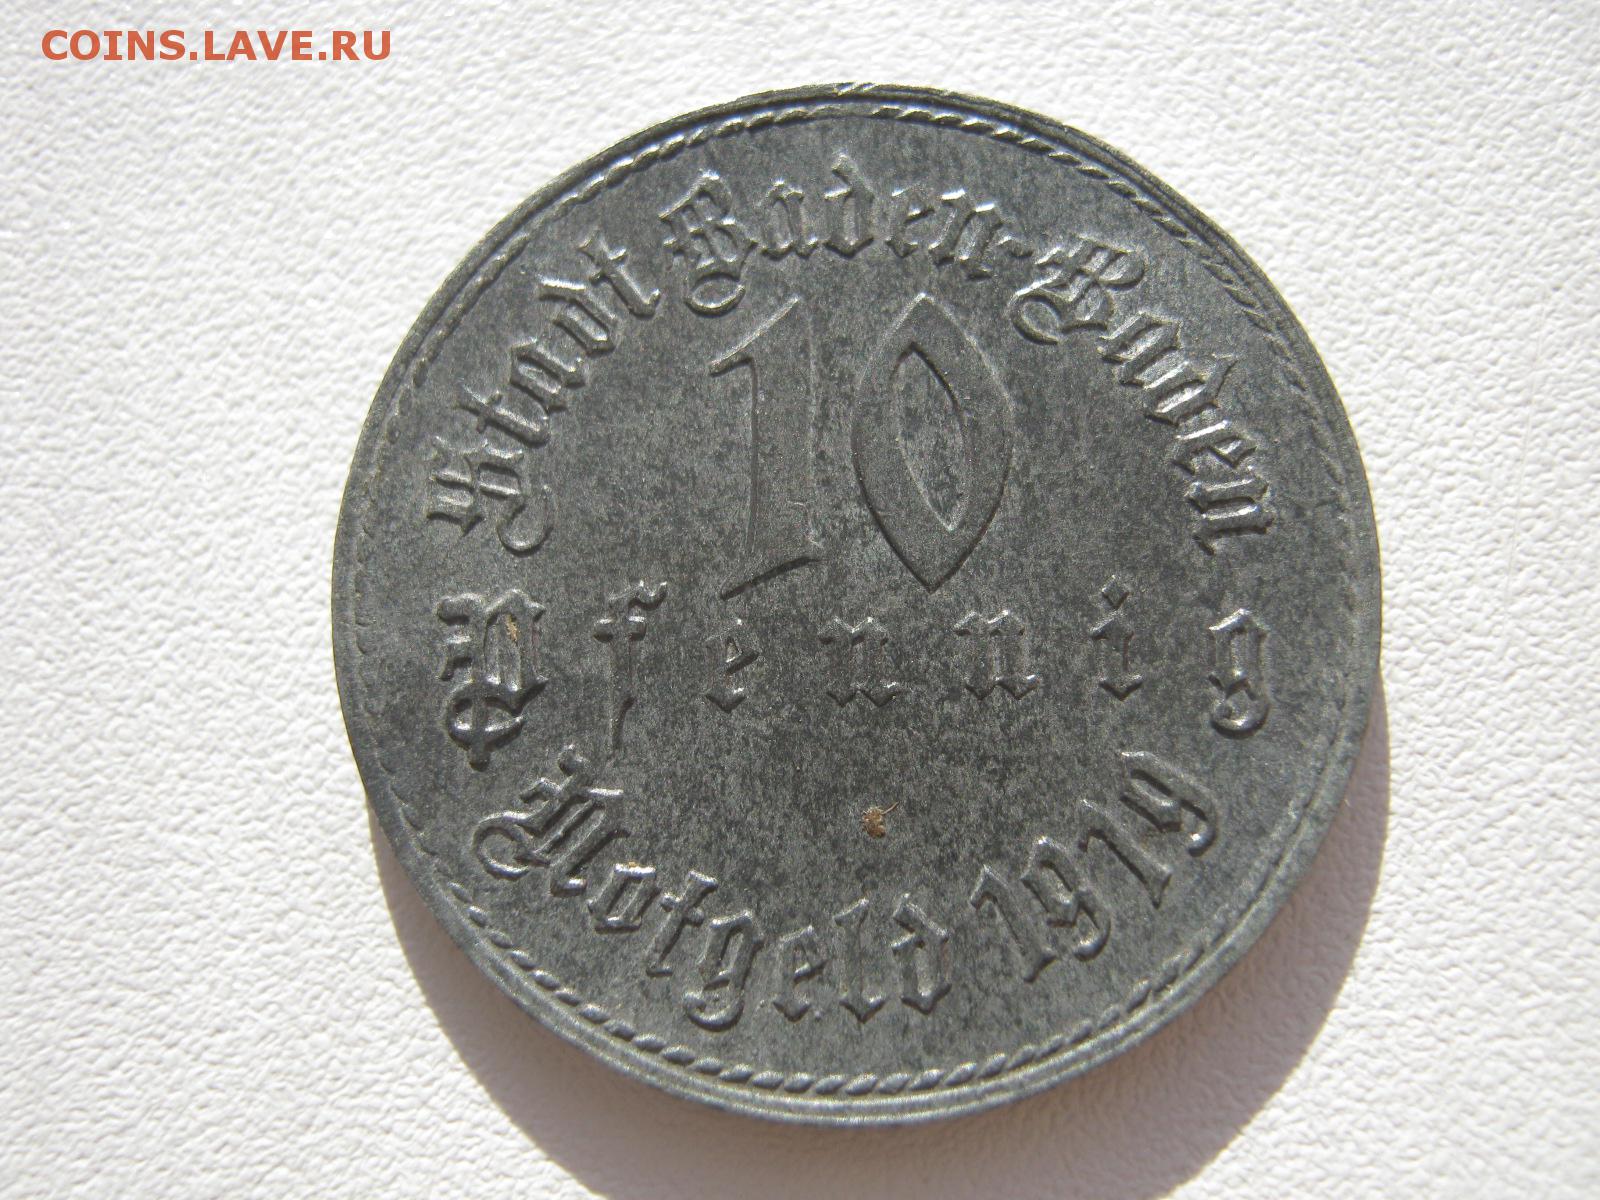 COINS.LAVE.RU
Stadt Baden-Baden
10
Pfennig
Notgeld 1919